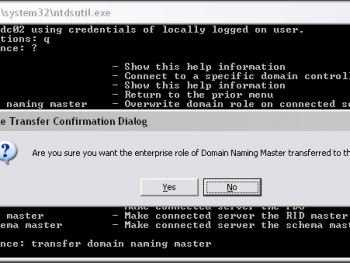 \system32\ntdsutil.exe
dc02 using credentials of locally logged on user.
tions: q
nce: ?
- Show this help information
- Connect to a specific domain controll
- Show this help information
- Return to the prior menu
naming master - Overwrite domain role on connected s
e Transfer Confirmation Dialog
Are you sure you want the enterprise role of Domain Naming Master transferred to th
Yes No
master - Make connected server the RID master
ema master - Make connected server the schema mast
nce: transfer domain naming master